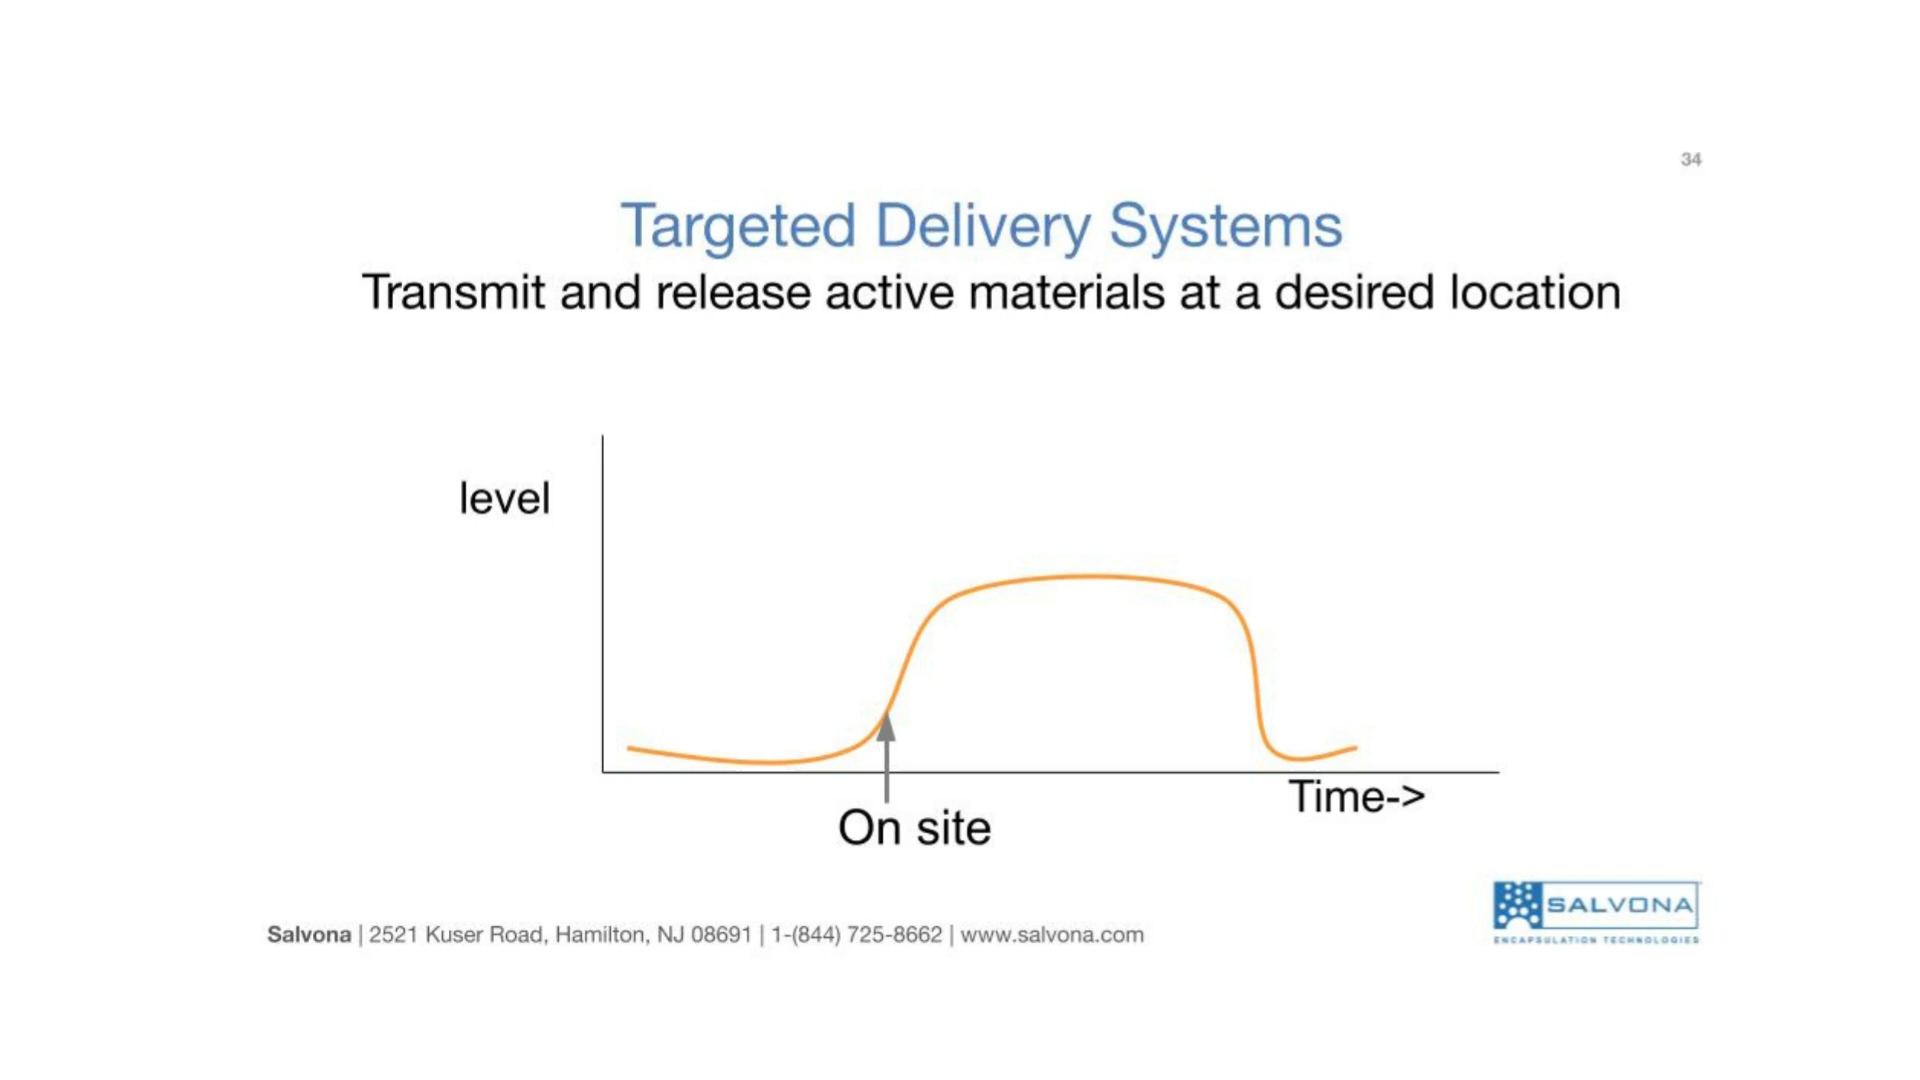 34
Targeted Delivery Systems
Transmit and release active materials at a desired location
level
Time->
On site
SALVONA
ENCAPSULATION TECHNOLOGIES
Salvona | 2521 Kuser Road, Hamilton, NJ 08691 | 1-(844) 725-8662 | www.salvona.com